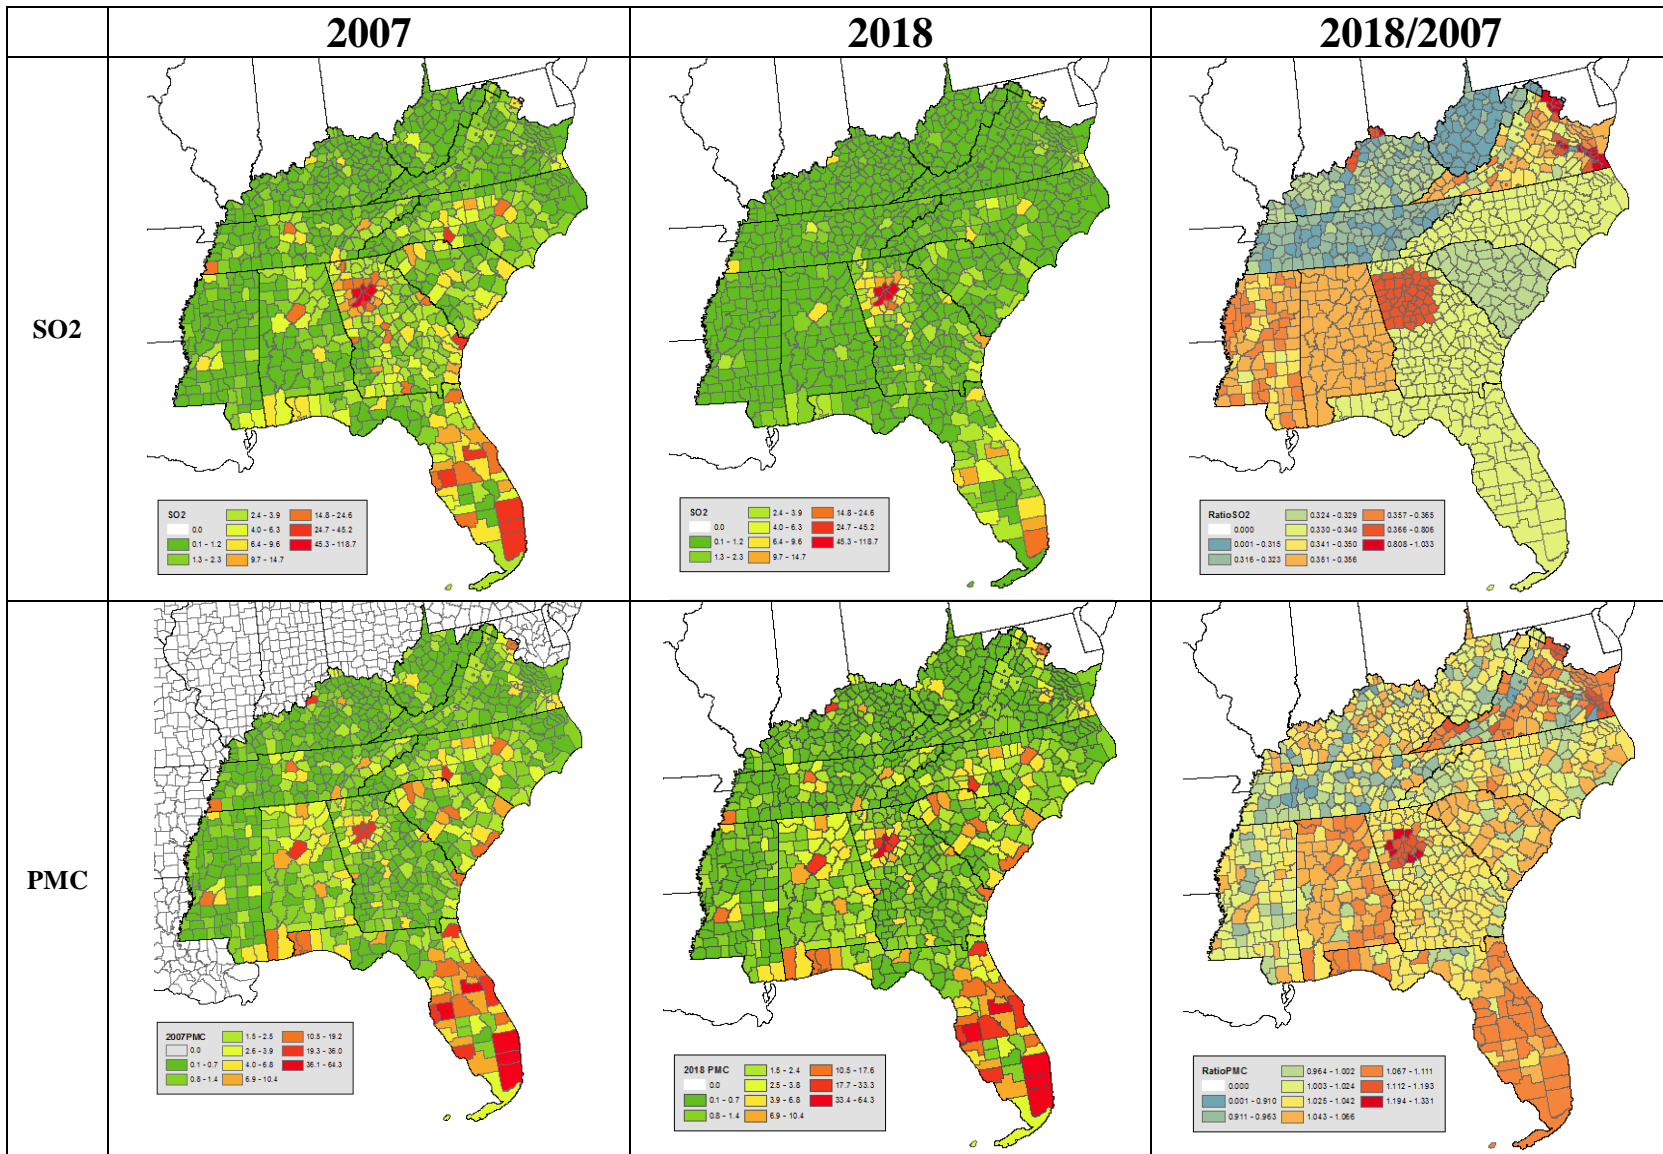 2007
2018
2018/2007
SO2
SO2
0.0
0.1 - 1.2
1.3 - 2.3
2.4 - 3.9
4.0 - 6.3
6.4 - 9.6
9.7 - 14.7
14.8 - 24.6
24.7 - 45.2
45.3 - 118.7
SO2
0.0
0.1 - 1.2
1.3 - 2.3
2.4 - 3.9
4.0 - 6.3
6.4 - 9.6
9.7 - 14.7
14.8 - 24.6
24.7 - 45.2
45.3 - 118.7
RatioSO2
0.000
0.001 - 0.315
0.316 - 0.323
0.324 - 0.329
0.330 - 0.340
0.341 - 0.350
0.351 - 0.356
0.357 - 0.365
0.366 - 0.806
0.808 - 1.033
PMC
2007PMC
0.0
0.1 - 0.7
0.8 - 1.4
1.5 - 2.5
2.6 - 3.9
4.0 - 6.8
6.9 - 10.4
10.5 - 19.2
19.3 - 36.0
36.1 - 64.3
2018 PMC
0.0
0.1 - 0.7
0.8 - 1.4
1.5 - 2.4
2.5 - 3.8
3.9 - 6.8
6.9 - 10.4
10.5 - 17.6
17.7 - 33.3
33.4 - 64.3
RatioPMC
0.000
0.001 - 0.910
0.911 - 0.963
0.964 - 1.002
1.003 - 1.024
1.025 - 1.042
1.043 - 1.066
1.067 - 1.111
1.112 - 1.193
1.194 - 1.331